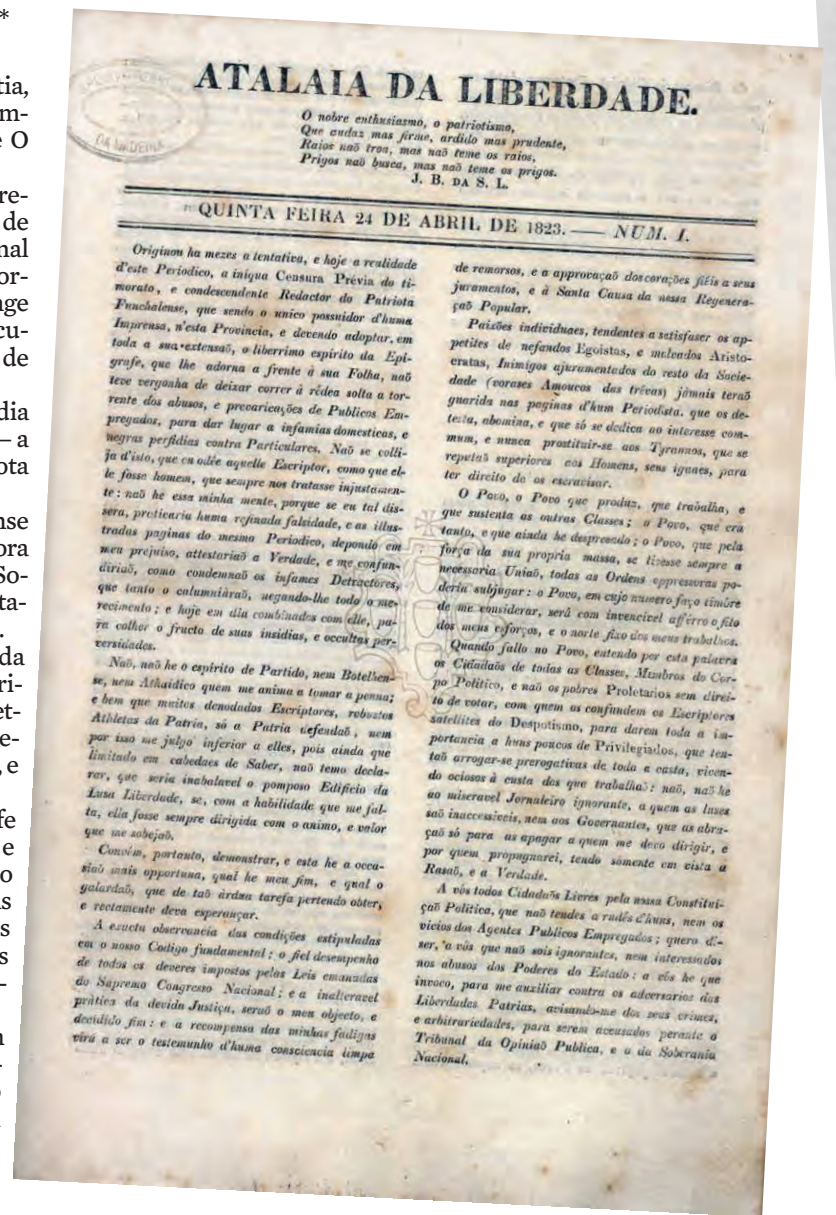 *
tia,
m-
e O
re-
de
nal
or-
nge
cu-
de
dia
– a
ota
nse
ora
So-
ta-
.
da
ri-
et-
e-
, e
fe
e
o
s
s
s
-
n
-
DA MADEIRA
ATALAIA DA LIBERDADE.
O nobre enthusiasmo, o patriotismo,
Que audaz mas firme, ardido mas prudente,
Raios naõ troa, mas naõ teme os raios,
Prigos naõ busca, mas naõ teme os prigos.
J. B. DA S. L.
QUINTA FEIRA 24 DE ABRIL DE 1823. — NUM. I.
Originou ha mezes a tentativa, e hoje a realidade
d'este Periodico, a iniqua Censura Prévia do ti-
morato, e condescendente Redactor do Patriota
Funchalense, que sendo o unico possuidor d'huma
Imprensa, n'esta Provincia, e devendo adoptar, em
toda a sua extensaõ, o liberrimo espirito da Epi-
grafe, que lhe adorna a frente á sua Folha, naõ
teve vergonha de deixar correr á rédea solta a tor-
rente dos abusos, e prevaricações de Publicos Em-
pregados, para dar lugar a infamias domesticas, e
negras perfidias contra Particulares. Naõ se colli-
ja d'isto, que eu odêe aquelle Escriptor, como que el-
le fosse homem, que sempre nos tratasse injustamen-
te: naõ he essa minha mente, porque se eu tal dis-
sera, praticaria huma refinada falsidade, e as illus-
tradas paginas do mesmo Periodico, depondo em
meu prejuiso, attestariaõ a Verdade, e me confun-
diriaõ, como condemnaõ os infames Detractores,
que tanto o calumniàraõ, negando-lhe todo o me-
recimento; e hoje em dia combinados com elle, pa-
ra colher o fructo de suas insidias, e occultas per-
versidades.
Naõ, naõ he o espirito de Partido, nem Botelhen-
se, nem Athaidico quem me anima a tomar a penna;
e bem que muitos denodados Escriptores, robustos
Athletas da Patria, só a Patria defendaõ, nem
por isso me julgo inferior a elles, pois ainda que
limitado em cabedaes de Saber, naõ temo decla-
rar, que seria inabalavel o pomposo Edificio da
Lusa Liberdade, se, com a habilidade que me fal-
ta, ella fosse sempre dirigida com o animo, e valor
que me sobejaõ.
Convém, portanto, demonstrar, e esta he a occa-
siaõ mais opportuna, qual he meu fim, e qual o
galardaõ, que de taõ árdua tarefa pertendo obter,
e rectamente deva esperançar.
A exacta observancia das condições estipuladas
em o nosso Codigo fundamental; o fiel desempenho
de todos os deveres impostos pelas Leis emanadas
do Supremo Congresso Nacional; e a inalteravel
prática da devida Justiça, seraõ o meu objecto, e
decidido fim: e a recompensa das minhas fadigas
virá a ser o testemunho d'huma consciencia limpa
de remorsos, e a approvaçaõ dos corações fiéis a seus
juramentos, e á Santa Causa da nossa Regenera-
çaõ Popular.
Paixões individuaes, tendentes a satisfaser os ap-
petites de nefandos Egoistas, e malvados Aristo-
cratas, Inimigos ajuramentados do resto da Socie-
dade (vorases Amoucos das trévas) jámais teraõ
guarida nas paginas d'hum Periodista, que os de-
testa, abomina, e que só se dedica ao interesse com-
mum, e nunca prostituir-se aos Tyrannos, que se
reputaõ superiores aos Homens, seus iguaes, para
ter direito de os escravisar.
O Povo, o Povo que produz, que trabalha, e
que sustenta as outras Classes; o Povo, que era
tanto, e que ainda he despresado; o Povo, que pela
força da sua propria massa, se tivesse sempre a
necessaria Uniaõ, todas as Ordens oppressoras po-
deria subjugar: o Povo, em cujo numero faço timbre
de me considerar, será com invencivel afférro o fito
dos meus esforços, e o norte fixo dos meus trabalhos.
Quando fallo no Povo, entendo por esta palavra
os Cidadaõs de todas as Classes, Membros do Cor-
po Politico, e naõ os pobres Proletarios sem direi-
to de votar, com quem os confundem os Escriptores
satellites do Despotismo, para darem toda a im-
portancia a huns poucos de Privilegiados, que ten-
taõ arrogar-se prerogativas de toda a casta, viven-
do ociosos á custa dos que trabalhaõ: naõ, naõ he
ao miseravel Jornaleiro ignorante, a quem as luses
saõ inaccessiveis, nem aos Governantes, que as abra-
çaõ só para as apagar a quem me devo dirigir, e
por quem propugnarei, tendo sómente em vista a
Rasaõ, e a Verdade.
A vós todos Cidadaõs Livres pela nossa Constitui-
çaõ Politica, que naõ tendes a rudés d'huns, nem os
vicios dos Agentes Publicos Empregados; quero di-
ser, a vós que naõ sois ignorantes, nem interessados
nos abusos dos Poderes do Estado: a vós he que
invoco, para me auxiliar contra os adversarios das
Liberdades Patrias, avisando-me dos seus crimes,
e arbitrariedades, para serem accusados perante o
Tribunal da Opiniaõ Publica, e o da Soberania
Nacional.